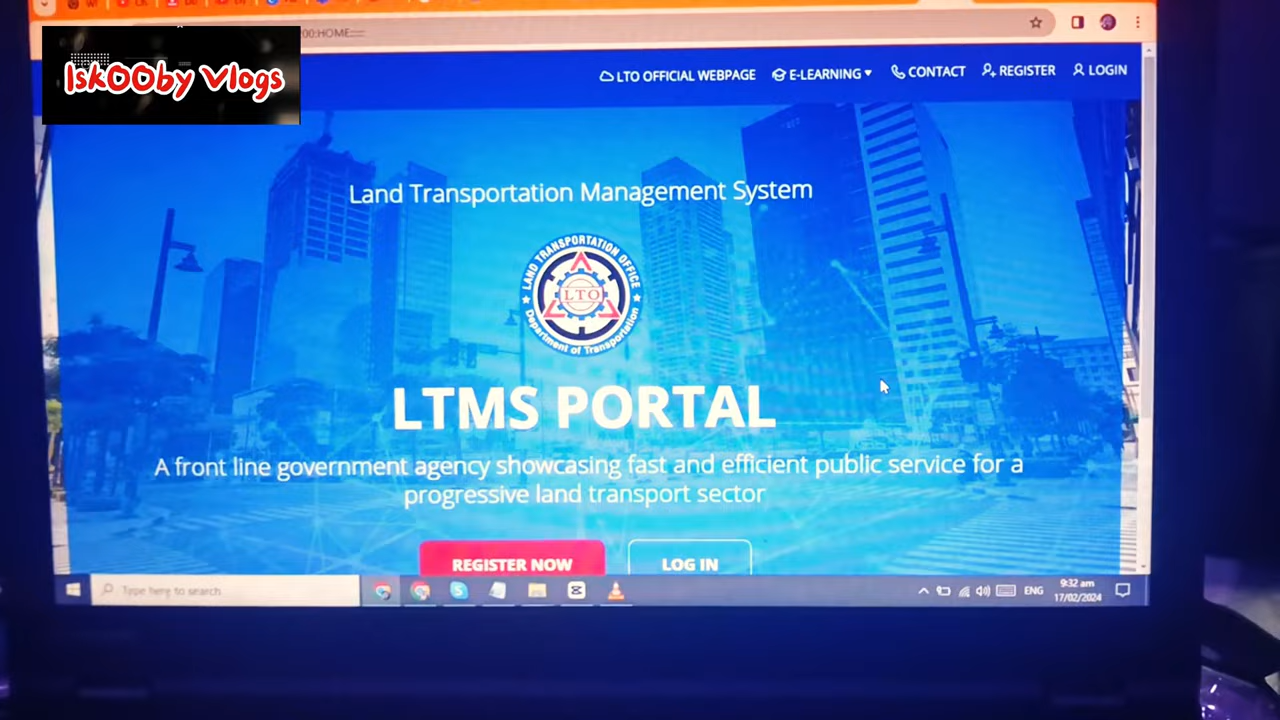 00:HOME::::
IskOOby Vlogs
LTO OFFICIAL WEBPAGE E-LEARNING CONTACT REGISTER LOGIN
Land Transportation Management System
LAND TRANSPORTATION OFFICE
LTO
Department of Transportation
LTMS PORTAL
A front line government agency showcasing fast and efficient public service for a
progressive land transport sector
REGISTER NOW LOG IN
Type here to search
ENG
9:32 am
17/02/2024